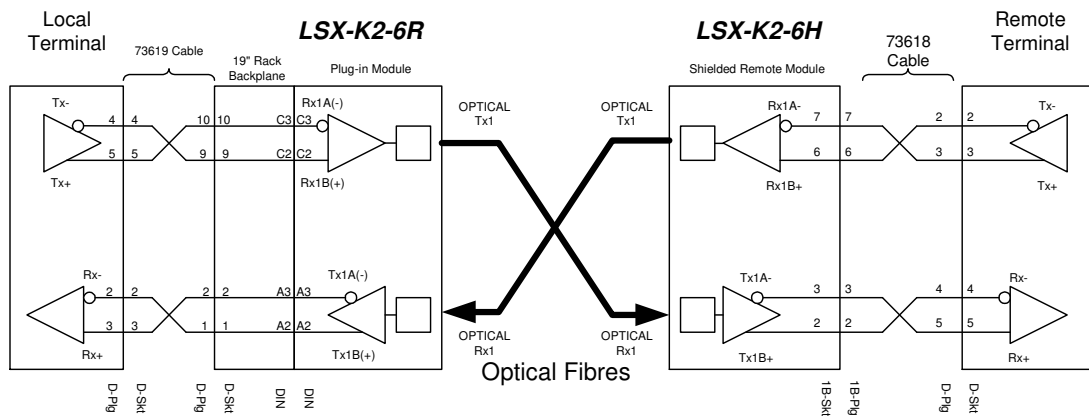 Local
Terminal
73619 Cable
19" Rack
Backplane
LSX-K2-6R
Plug-in Module
LSX-K2-6H
Shielded Remote Module
73618
Cable
Remote
Terminal
Tx-
4 4 10 10 C3 C3
Rx1A(-)
5 5 9 9 C2 C2
Tx+
Rx1B(+)
OPTICAL
Tx1
OPTICAL
Tx1
Rx1A-
7 7 2 2
Tx-
6 6 3 3
Rx1B+
Tx+
Rx-
2 2 2 2 A3 A3
Tx1A(-)
3 3 1 1 A2 A2
Rx+
Tx1B(+)
OPTICAL
Rx1
OPTICAL
Rx1
Optical Fibres
Tx1A-
3 3 4 4
Rx-
2 2 5 5
Tx1B+
Rx+
D-Plg
D-Skt
D-Plg
D-Skt
DIN
DIN
1B-Skt
1B-Plg
D-Plg
D-Skt